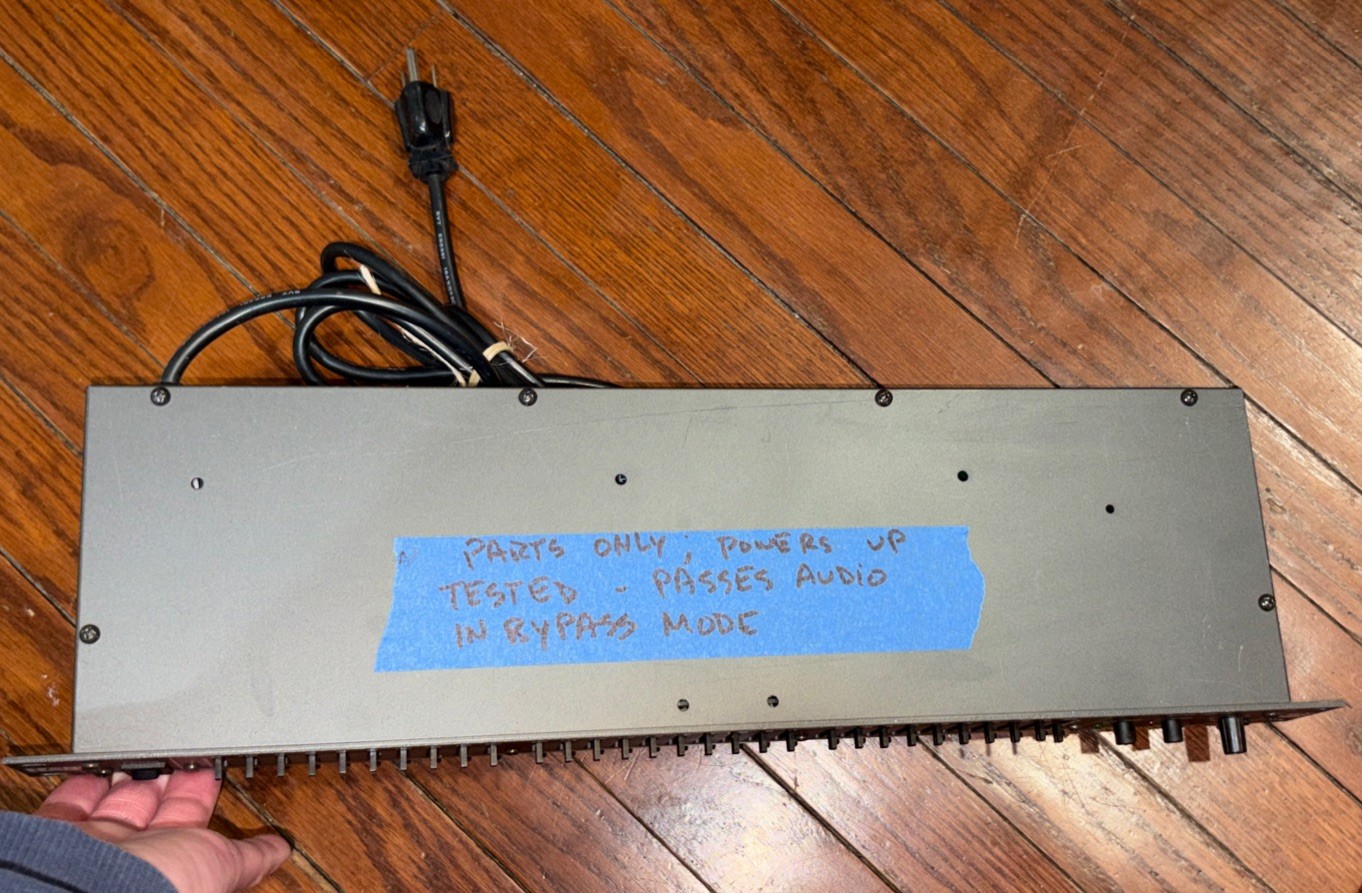 PARTS ONLY; POWERS UP
TESTED - PASSES AUDiO
IN BYPASS MODE